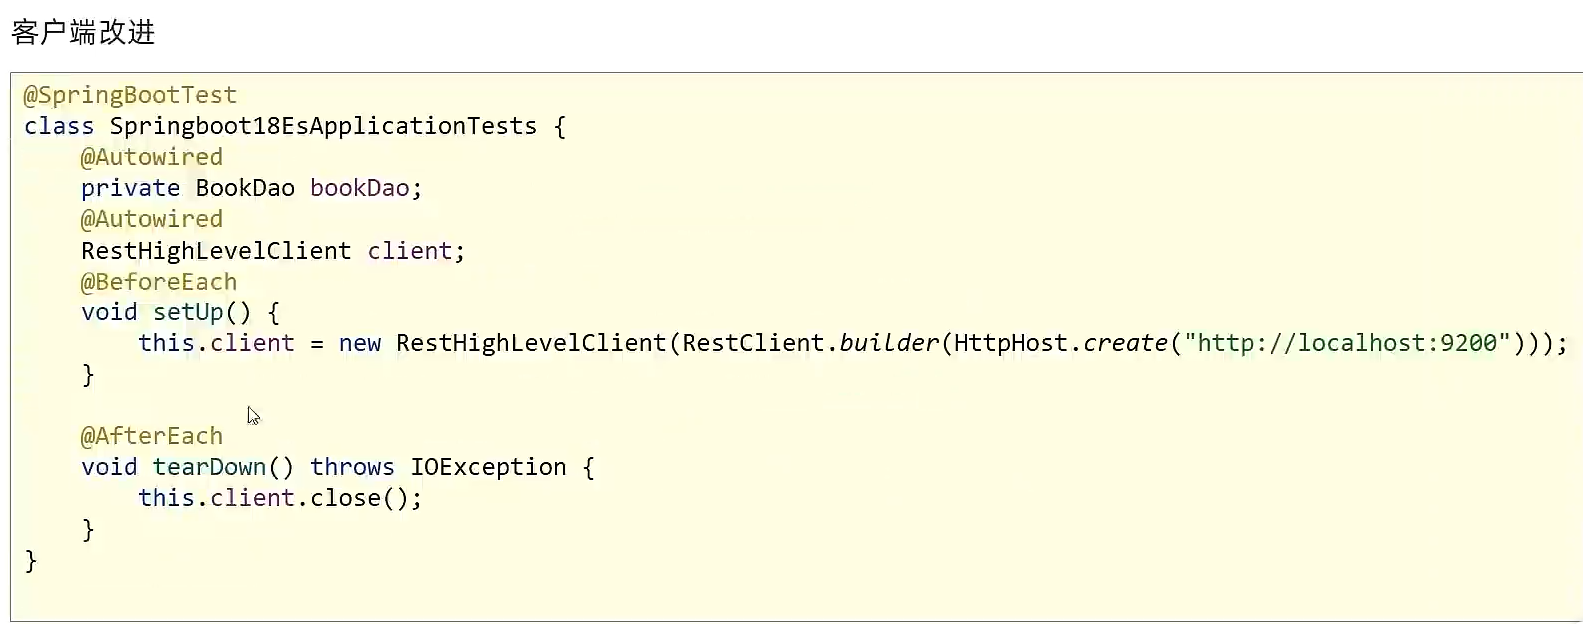 客户端改进
@SpringBootTest
class Springboot18EsApplicationTests {
    @Autowired
    private BookDao bookDao;
    @Autowired
    RestHighLevelClient client;
    @BeforeEach
    void setUp() {
        this.client = new RestHighLevelClient(RestClient.builder(HttpHost.create("http://localhost:9200")));
    }
    @AfterEach
    void tearDown() throws IOException {
        this.client.close();
    }
}